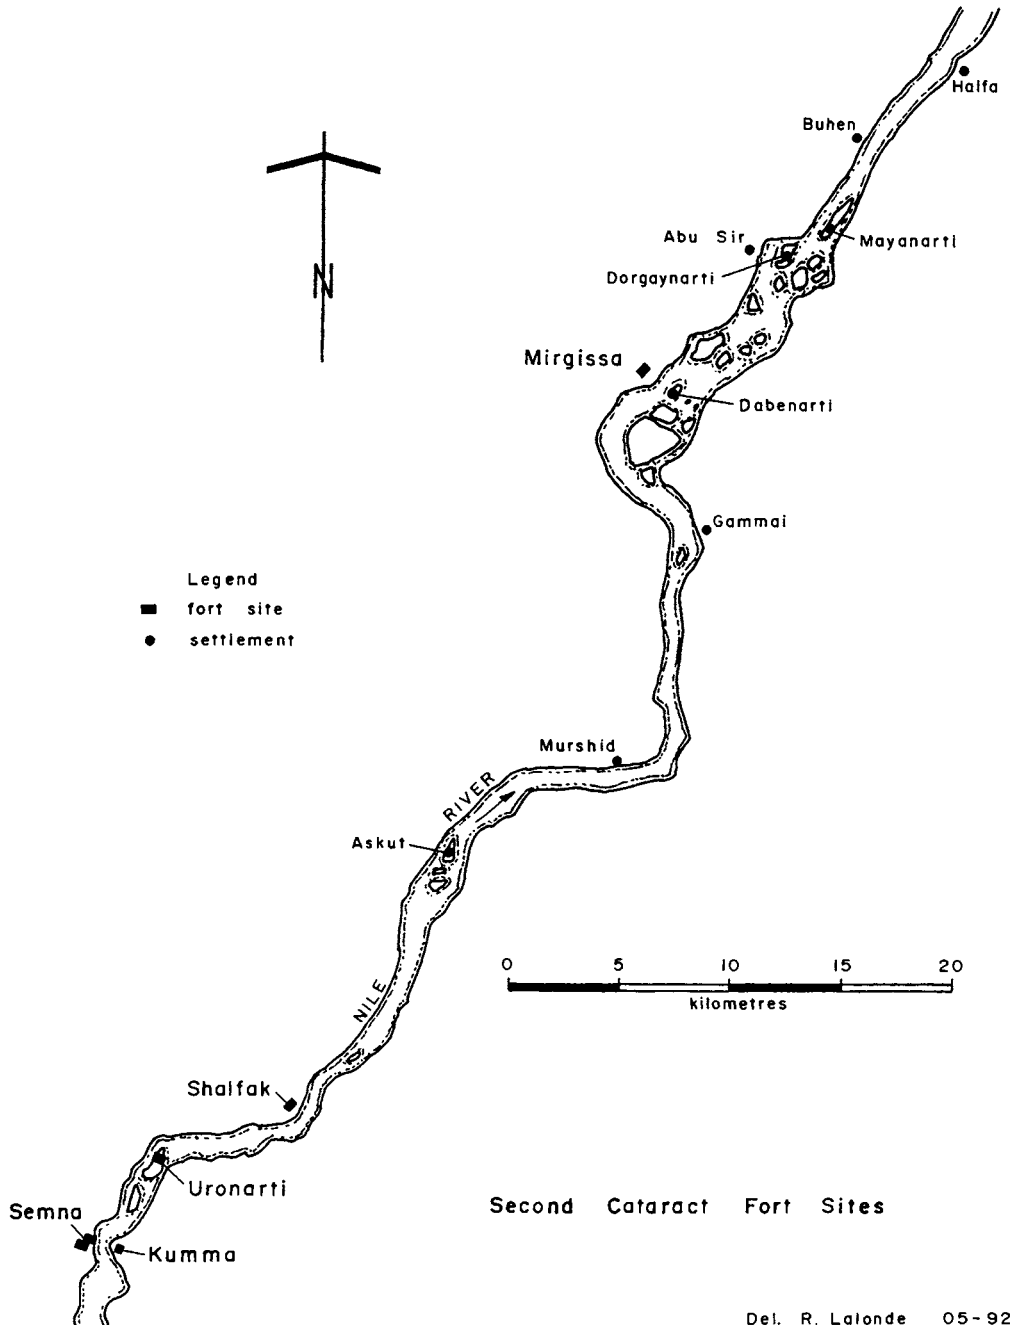 Halfa
Buhen
Abu Sir
Mayanarti
Dorgaynarti
N
Mirgissa
Dabenarti
Gammai
Legend
fort site
settlement
Murshid
RIVER
Askut
0 5 10 15 20
kilometres
NILE
Shalfak
Uronarti
Second Cataract Fort Sites
Semna
Kumma
Del. R. Lalonde 05-92